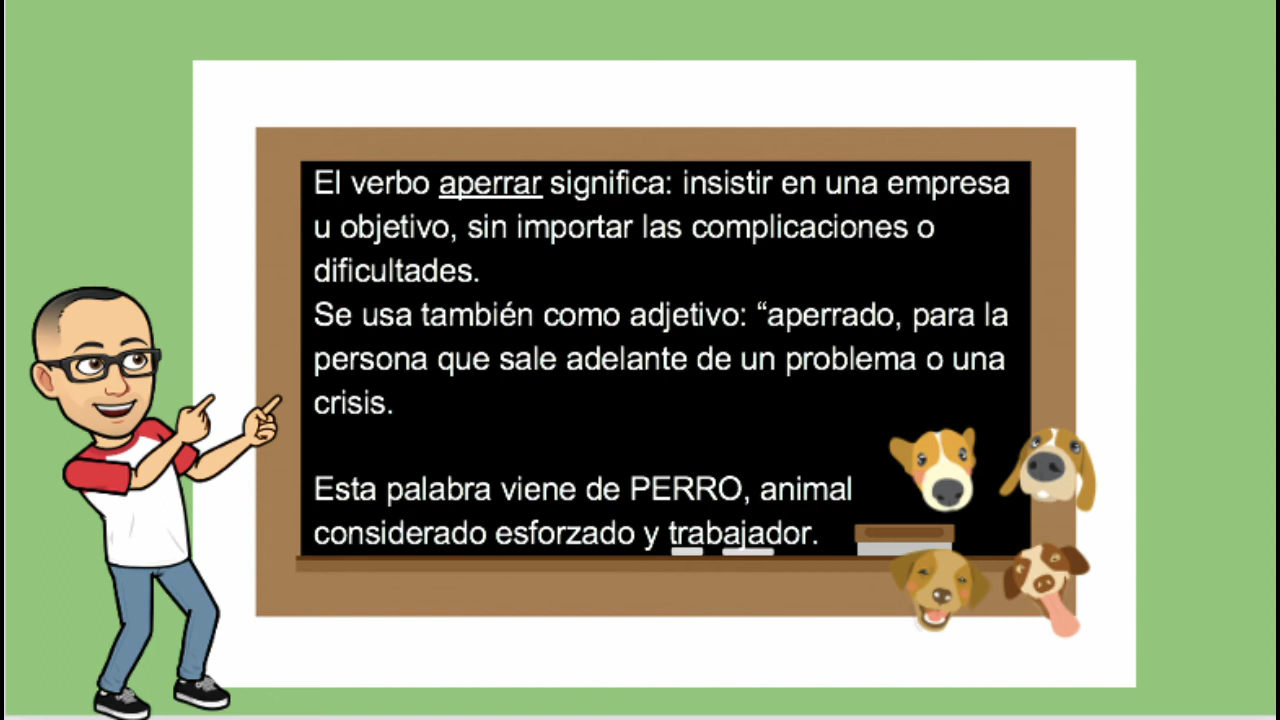 El verbo aperrar significa: insistir en una empresa
u objetivo, sin importar las complicaciones o
dificultades.
Se usa también como adjetivo: “aperrado, para la
persona que sale adelante de un problema o una
crisis.
Esta palabra viene de PERRO, animal
considerado esforzado y trabajador.